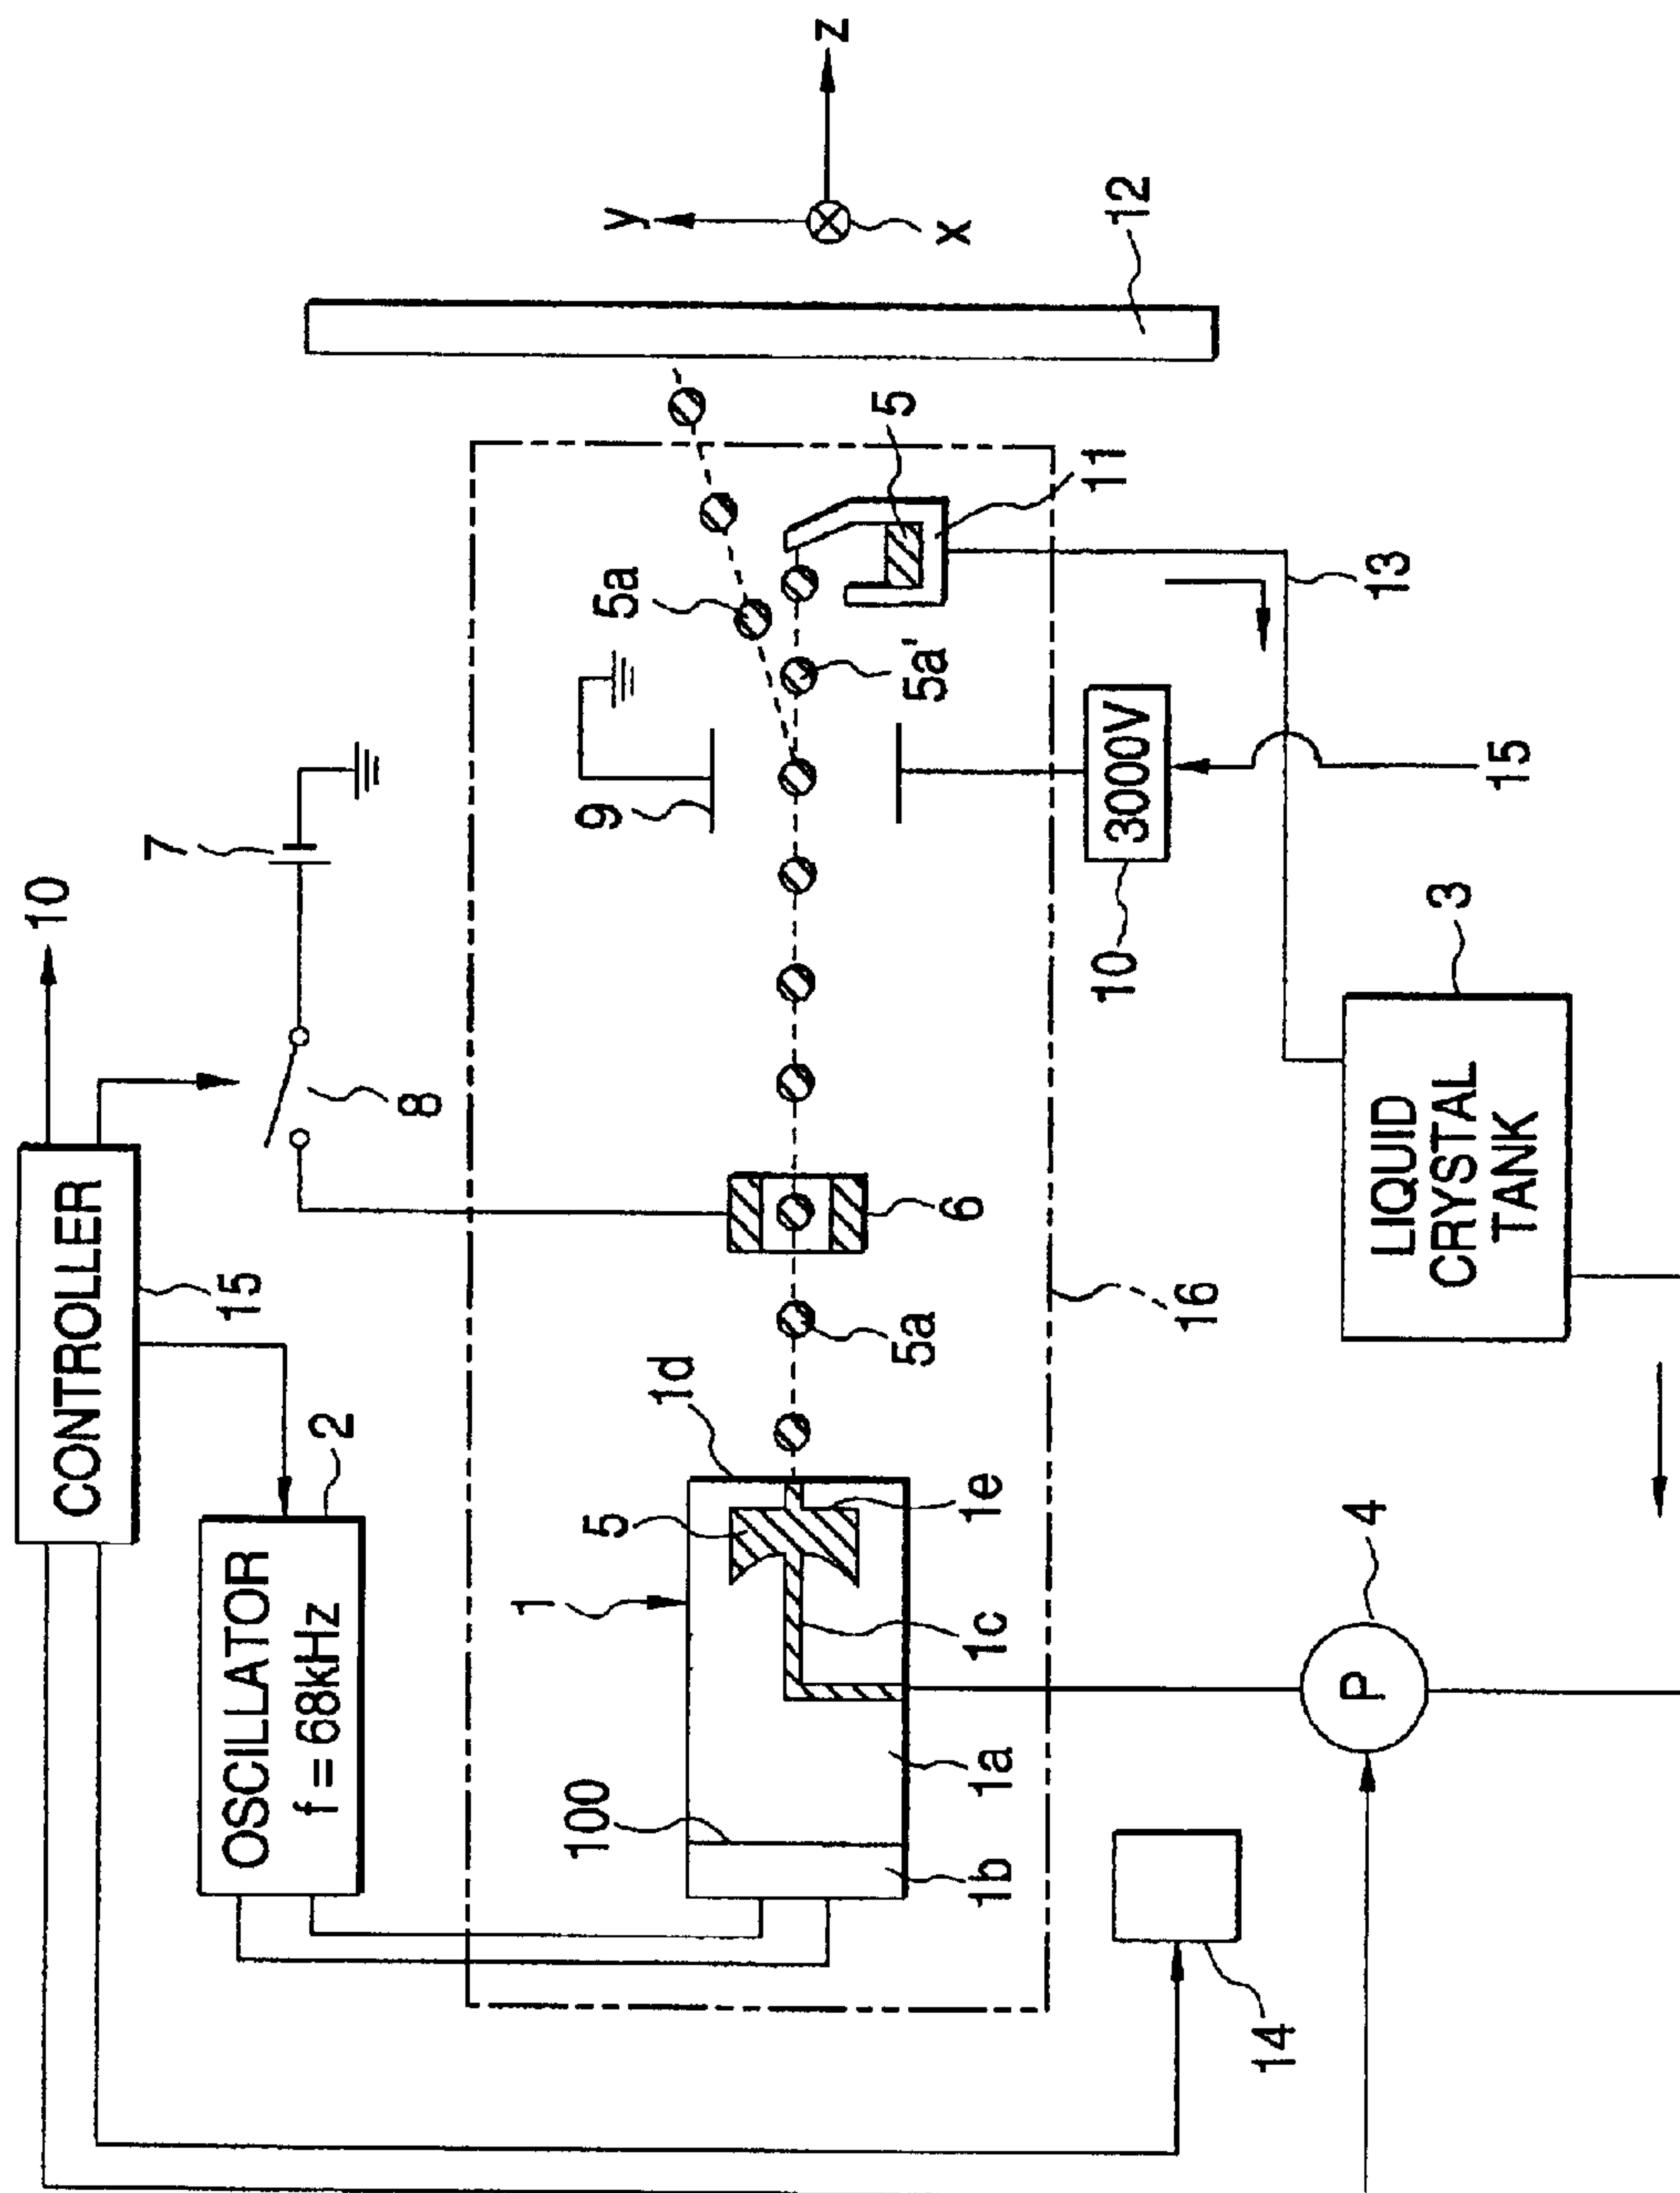 CONTROLLER
15
10
OSCILLATOR
f = 68kHz
2
7
8
1
5
1d
1e
1c
1a
1b
100
5a
6
9
5a
5a'
5
11
12
y
z
x
16
10
3000V
15
13
3
LIQUID
CRYSTAL
TANK
4
P
14